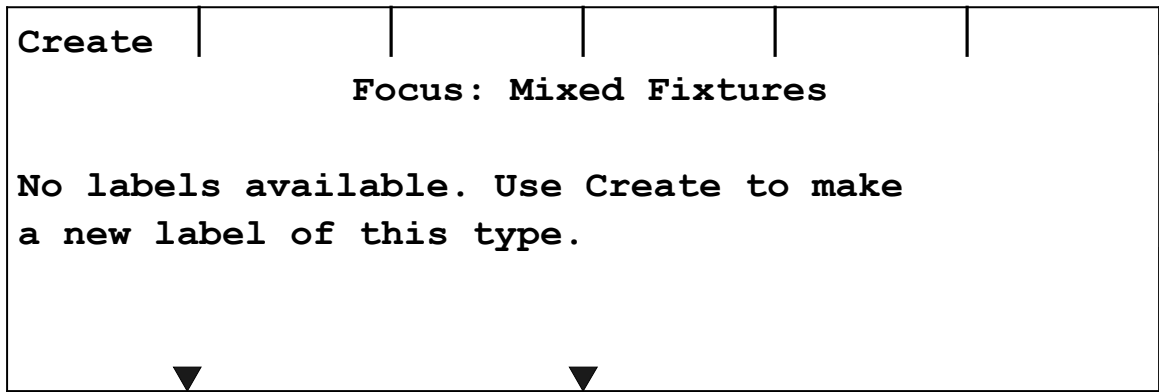 Create
Focus: Mixed Fixtures
No labels available. Use Create to make
a new label of this type.